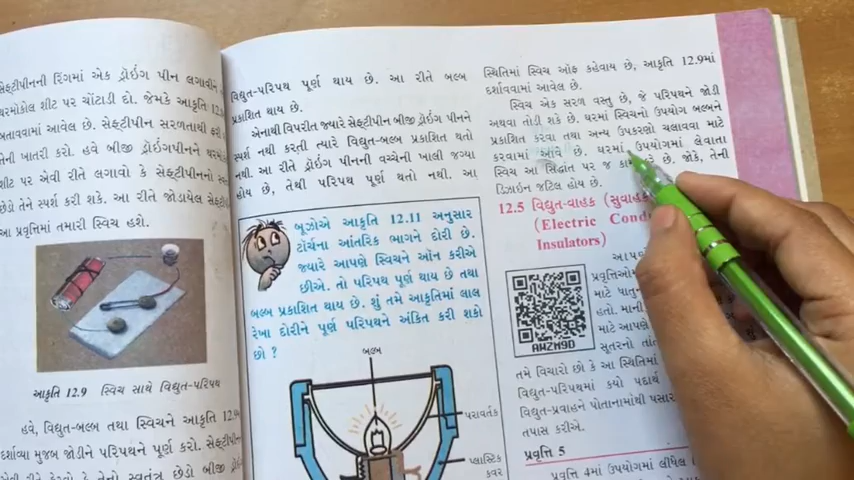 સેફ્ટીપીનની રિંગમાં એક ડ્રોઈંગ પીન લગાવીને
થરમોકોલ શીટ પર ચોંટાડી દો. જેમકે આકૃતિ 12.
બતાવવામાં આવેલ છે. સેફ્ટીપીન સરળતાથી ફરી
તેની ખાતરી કરો. હવે બીજી ડ્રોઈંગપીનને
શીટ પર એવી રીતે લગાવો કે સેફ્ટીપીનનો
છેડો તેને સ્પર્શ કરી શકે. આ રીતે જોડાયેલ
આ પ્રવૃત્તિમાં તમારી સ્વિચ હશે.
આકૃતિ 12.9 સ્વિચ સાથે વિદ્યુત-પરિપથ
હવે, વિદ્યુત-બલ્બ તથા સ્વિચને આકૃતિ 12.
દર્શાવ્યા મુજબ જોડીને પરિપથને પૂર્ણ કરો.
વિદ્યુત-પરિપથ પૂર્ણ થાય છે. આ રીતે બલ્બ
પ્રકાશિત થાય છે.
એનાથી વિપરીત જ્યારે સેફ્ટીપીન બીજી ડ્રોઈંગ પીનને
સ્પર્શ નથી કરતી ત્યારે વિદ્યુત-બલ્બ પ્રકાશિત થતો
નથી. આ રીતે ડ્રોઈંગ પીનની વચ્ચેની ખાલી જગ્યા
હોય છે, તેથી પરિપથ પૂર્ણ થતો નથી. આ
બૂઝોએ આકૃતિ 12.11 અનુસાર
ટૉર્ચના આંતરિક ભાગને દોરી છે.
જ્યારે આપણે સ્વિચને ઑન કરીએ
છીએ. તો પરિપથ પૂર્ણ થાય છે તથા
બલ્બ પ્રકાશિત થાય છે. શું તમે આકૃતિમાં લાલ
રેખા દોરીને પૂર્ણ પરિપથને અંકિત કરી શકો
છો ?
બલ્બ
પરાવર્તક
પ્લાસ્ટિક
કવર
સ્થિતિમાં સ્વિચ ઑફ કહેવાય છે, આકૃતિ 12.9માં
દર્શાવવામાં આવેલ છે.
સ્વિચ એક સરળ વસ્તુ છે, જે પરિપથને જોડી
અથવા તોડી શકે છે. ઘરમાં સ્વિચનો ઉપયોગ બલ્બને
પ્રકાશિત કરવા તથા અન્ય ઉપકરણો ચલાવવા માટે
કરવામાં આવે છે. ઘરમાં ઉપયોગમાં લેવાતા
સ્વિચ આ સિદ્ધાંત પર જ કામ કરે છે. જોકે, તેની
ડિઝાઇન જટિલ હોય છે.
12.5 વિદ્યુત-વાહક (સુવાહક
(Electric Cond
Insulators)
AWZM9D
પ્રવૃત્તિઓમાં
માટે
હતો. માની
માટે આપણે
સૂતરનો
તમે વિચારો છો કે આ સ્થિતિમાં
વિદ્યુત-પરિપથમાં કયો પદાર્થ
વિદ્યુત-પ્રવાહને પોતાનામાંથી પસાર
તપાસ કરીએ.
પ્રવૃત્તિ 5
પ્રવૃત્તિ 4માં ઉપયોગમાં લીધેલ